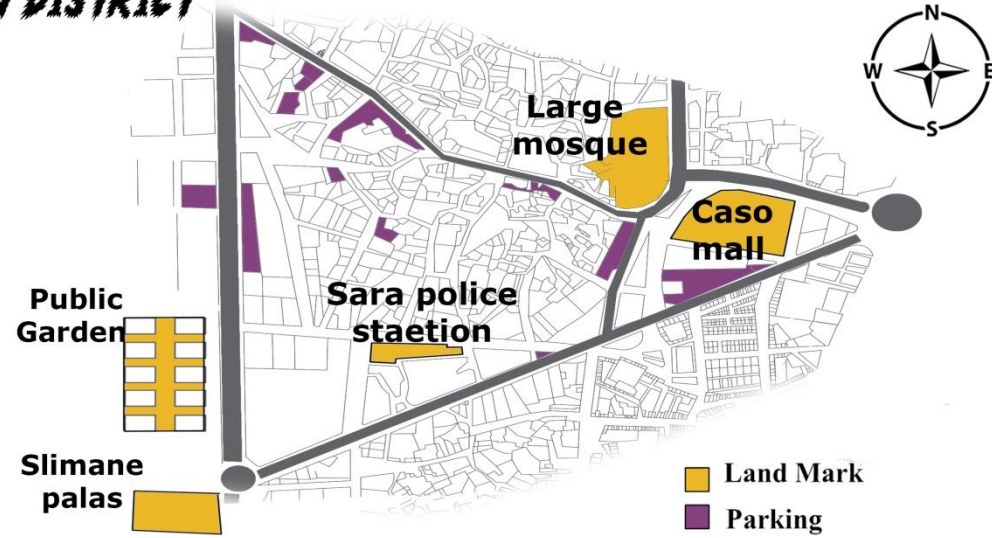 DISTRICT
N
W E
S
Large
mosque
Caso
mall
Sara police
staetion
Public
Garden
Slimane
palas
Land Mark
Parking